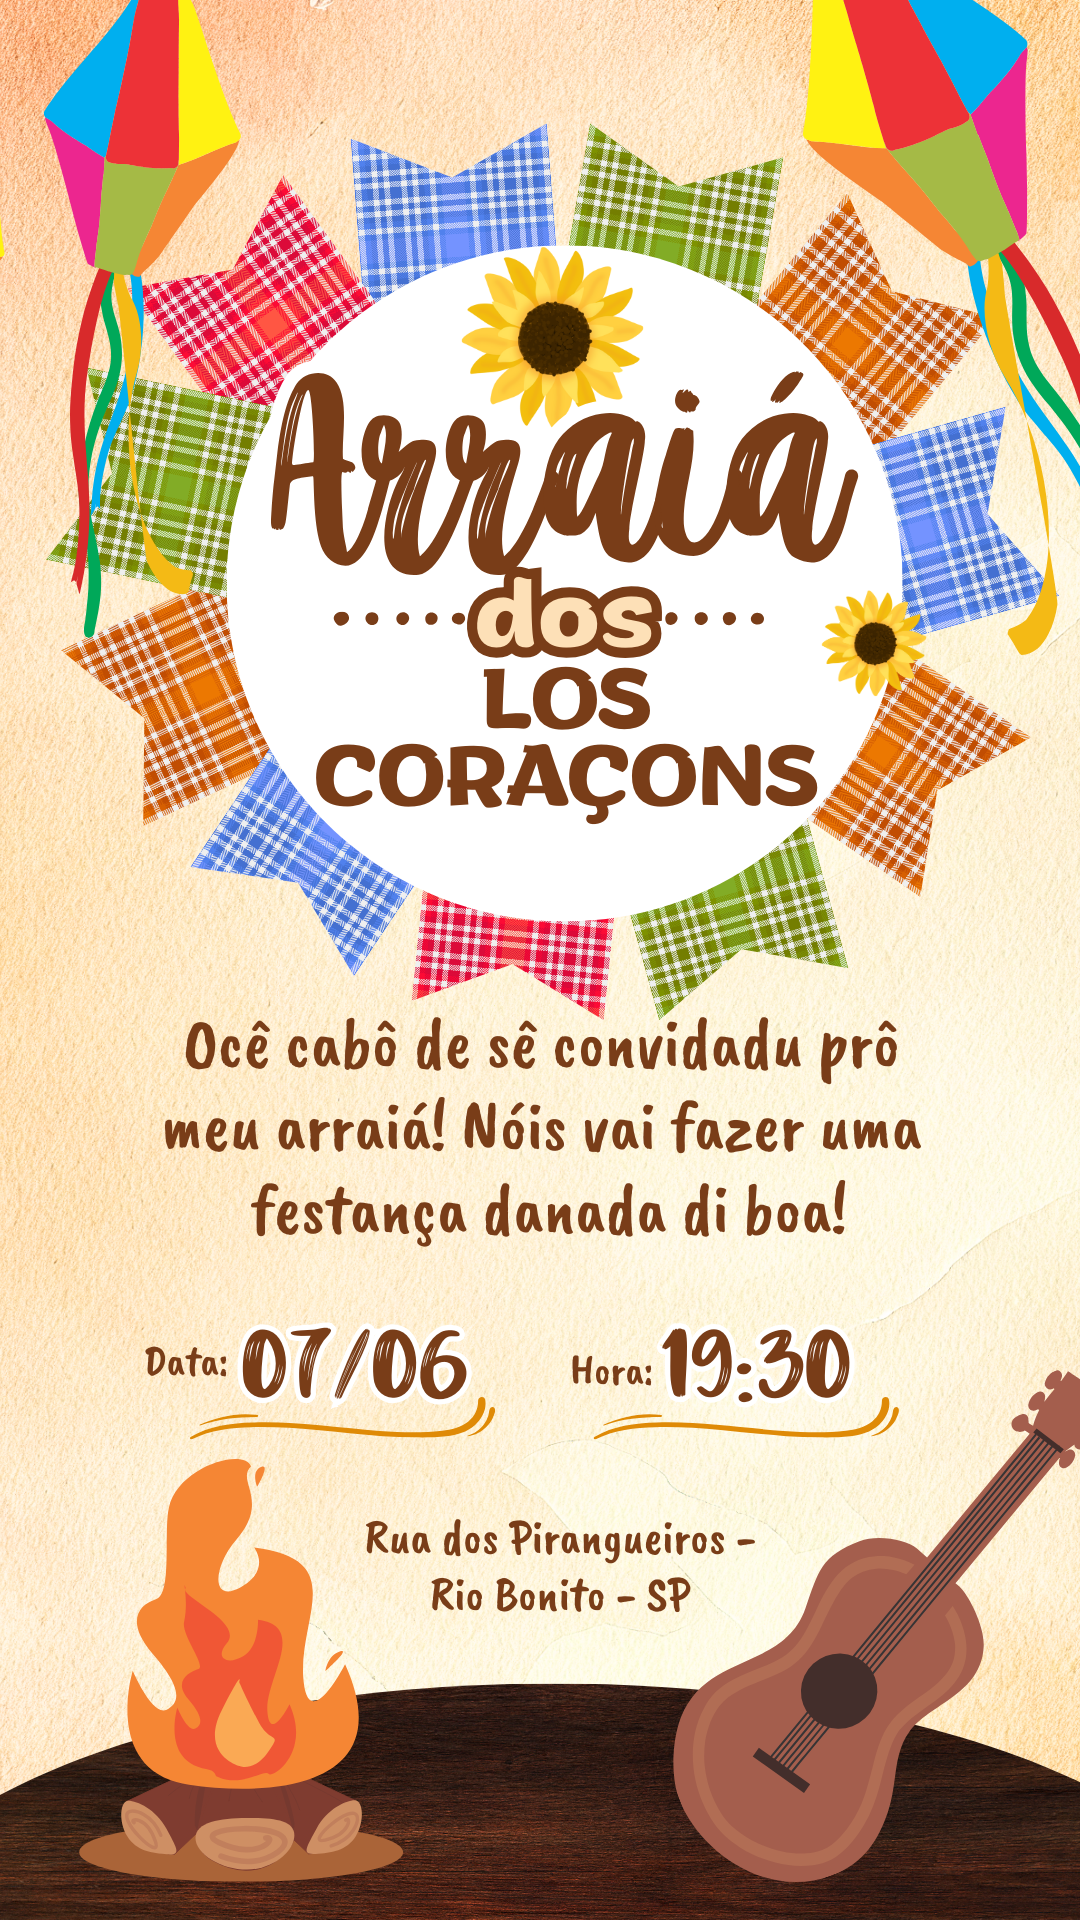 Arraiá
dos
LOS
CORAÇONS
Ocê cabô de sê convidadu prô
meu arraiá! Nóis vai fazer uma
festança danada di boa!
Data: 07/06 Hora: 19:30
Rua dos Pirangueiros -
Rio Bonito - SP